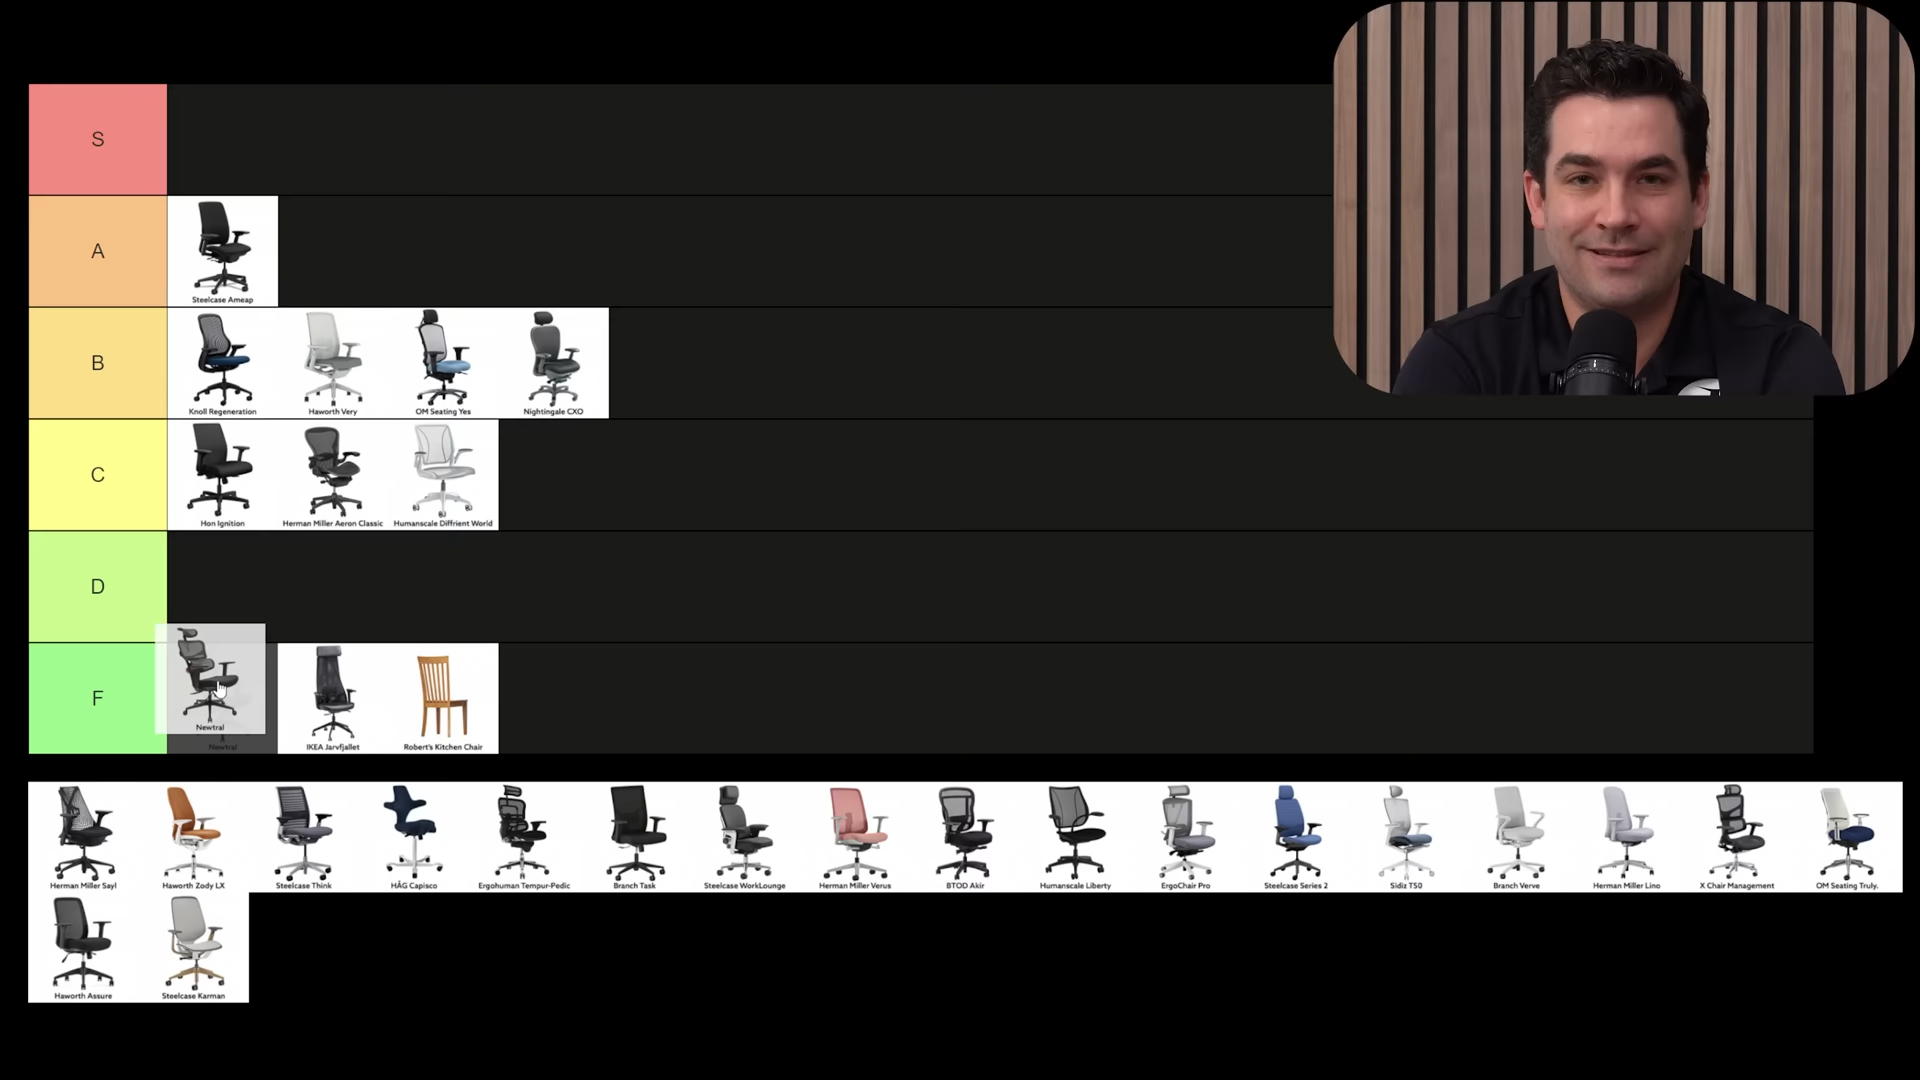 S
A
Steelcase Ameap
B
Knoll Regeneration
Haworth Very
OM Seating Yes
Nightingale CXO
C
Hon Ignition
Herman Miller Aeron Classic
Humanscale Diffrient World
D
F
Newtral
Newtral
IKEA Jarvfjallet
Robert's Kitchen Chair
Herman Miller Sayl
Haworth Zody LX
Steelcase Think
HÅG Capisco
Ergohuman Tempur-Pedic
Branch Task
Steelcase WorkLounge
Herman Miller Verus
BTOD Akir
Humanscale Liberty
ErgoChair Pro
Steelcase Series 2
Sidiz T50
Branch Verve
Herman Miller Lino
X Chair Management
OM Seating Truly.
Haworth Assure
Steelcase Karman